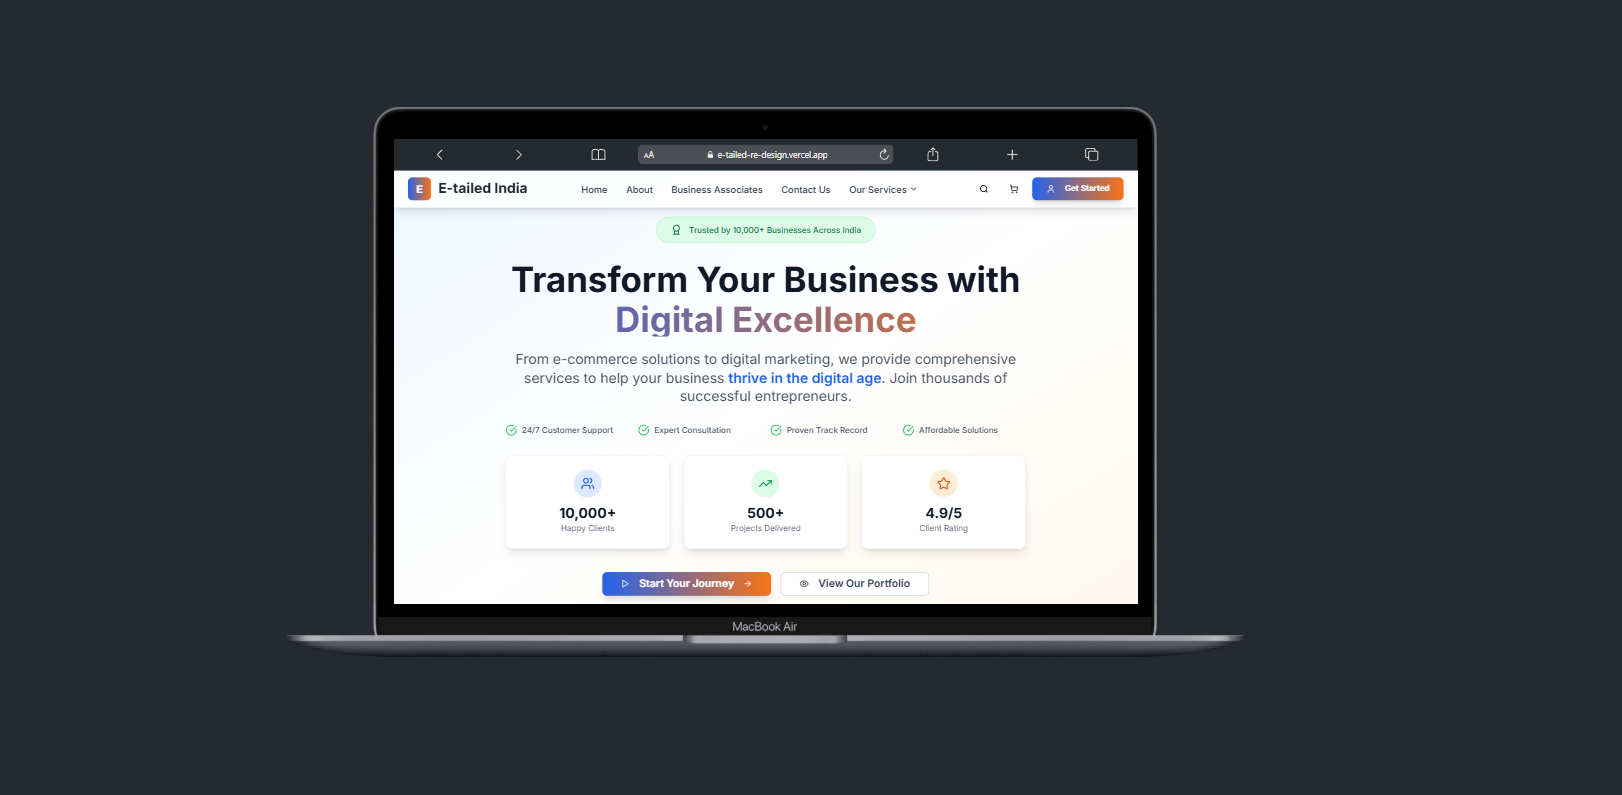 AA
e-tailed-re-design.vercel.app
E
E-tailed India
Home
About
Business Associates
Contact Us
Our Services
Get Started
Trusted by 10,000+ Businesses Across India
Transform Your Business with
Digital Excellence
From e-commerce solutions to digital marketing, we provide comprehensive
services to help your business thrive in the digital age. Join thousands of
successful entrepreneurs.
24/7 Customer Support
Expert Consultation
Proven Track Record
Affordable Solutions
10,000+
Happy Clients
500+
Projects Delivered
4.9/5
Client Rating
Start Your Journey
View Our Portfolio
MacBook Air